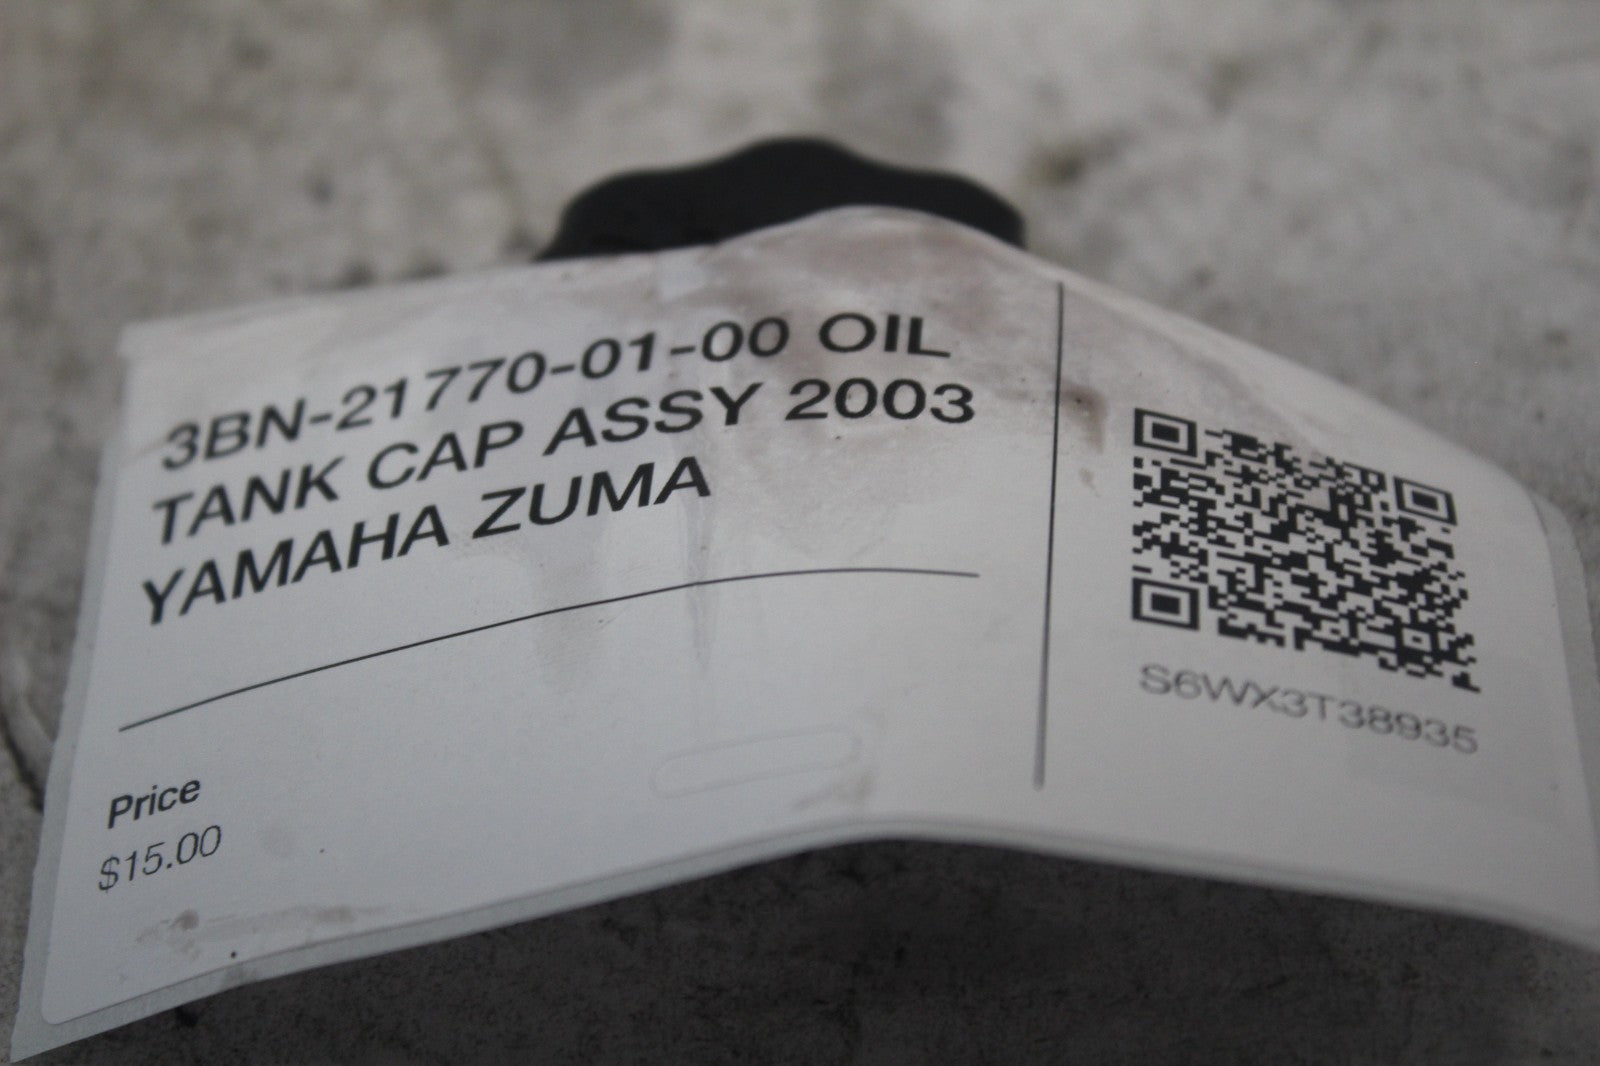 3BN-21770-01-00 OIL
TANK CAP ASSY 2003
YAMAHA ZUMA
Price
$15.00
S6WX3T38935